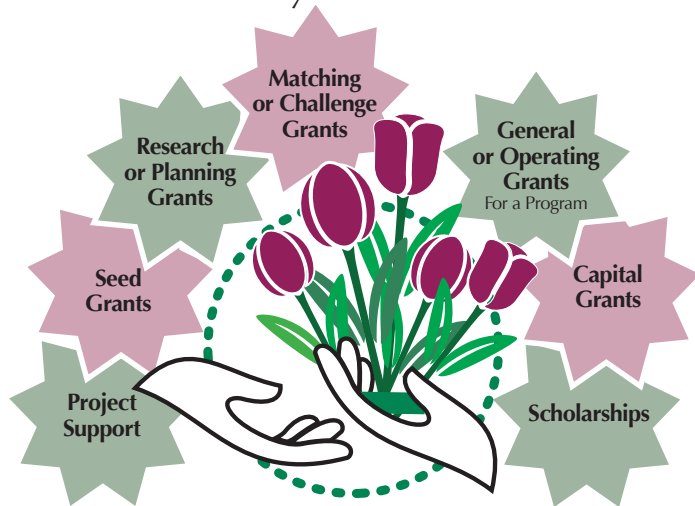 Matching
or Challenge
Grants
Research
or Planning
Grants
General
or Operating
Grants
For a Program
Seed
Grants
Capital
Grants
Project
Support
Scholarships